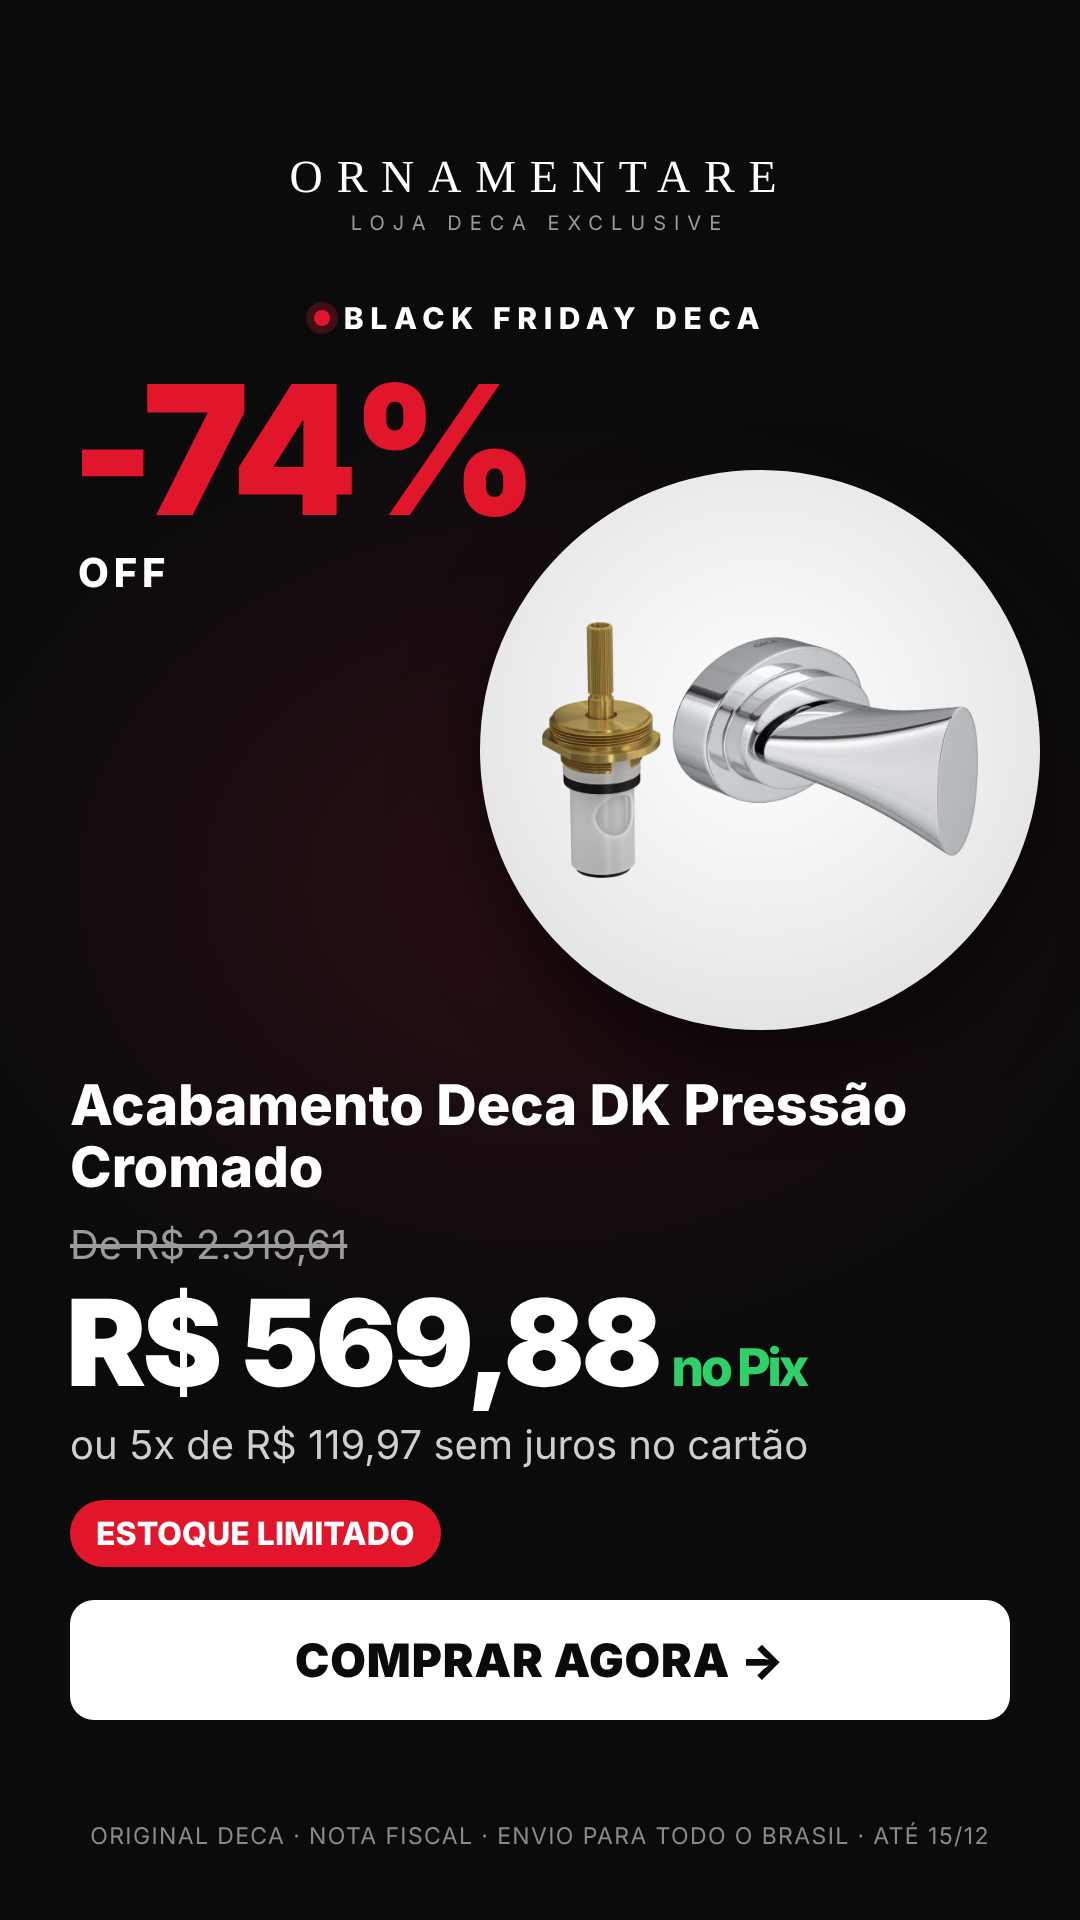 ORNAMENTARE
LOJA DECA EXCLUSIVE
BLACK FRIDAY DECA
-74%
OFF
Acabamento Deca DK Pressão
Cromado
De R$ 2.319,61
R$ 569,88 no Pix
ou 5x de R$ 119,97 sem juros no cartão
ESTOQUE LIMITADO
COMPRAR AGORA →
ORIGINAL DECA · NOTA FISCAL · ENVIO PARA TODO O BRASIL · ATÉ 15/12